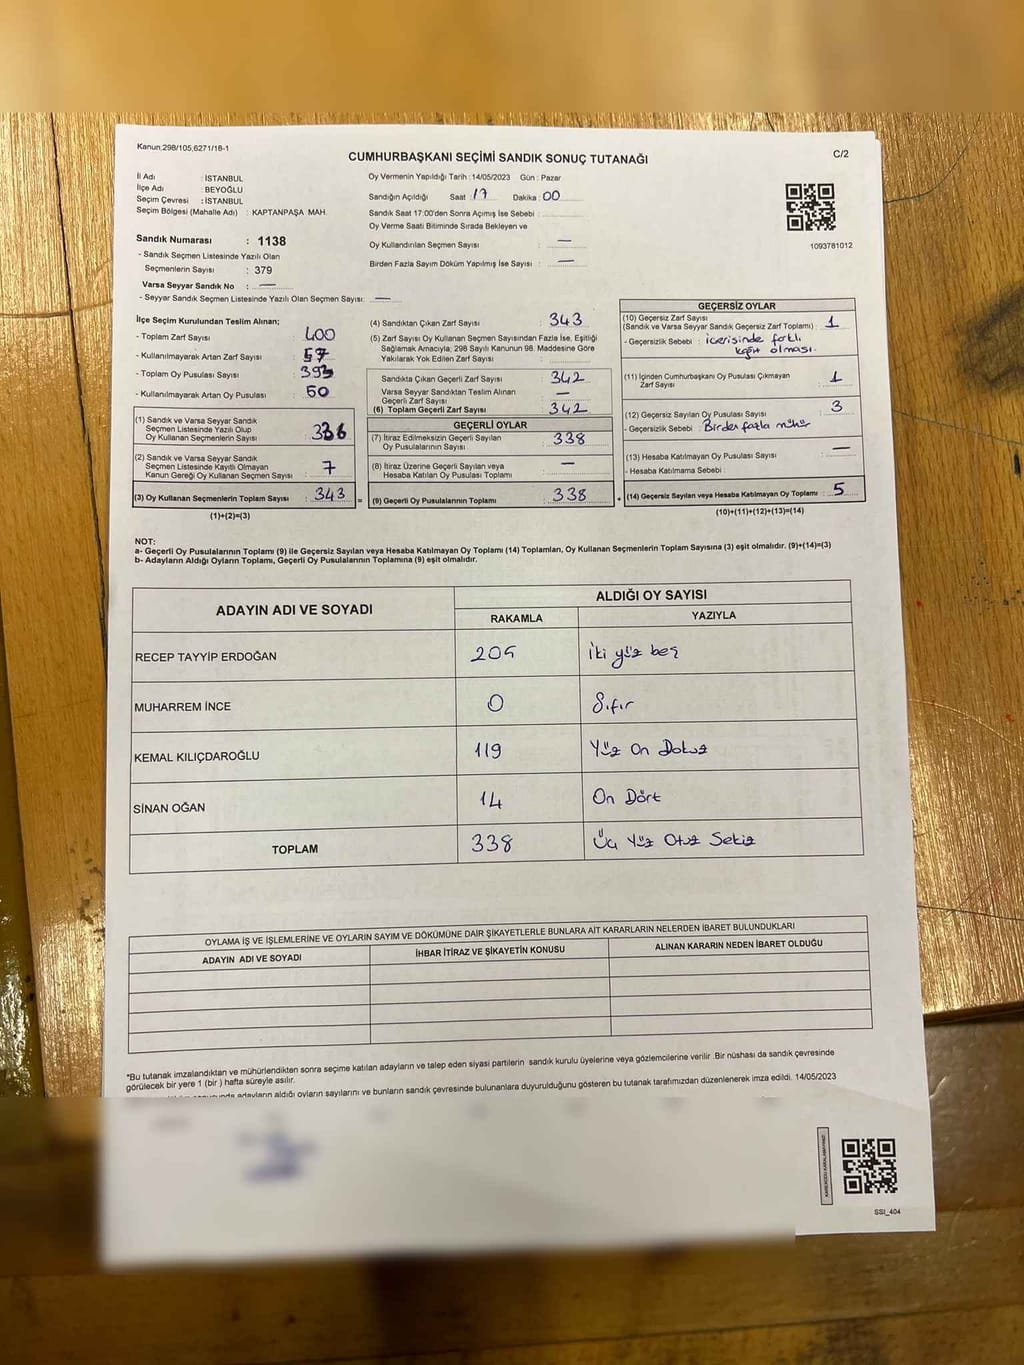 Kanun:298/105,6271/18-1
CUMHURBAŞKANI SEÇİMİ SANDIK SONUÇ TUTANAĞI
C/2
İl Adı : İSTANBUL
İlçe Adı : BEYOĞLU
Seçim Çevresi : İSTANBUL
Seçim Bölgesi (Mahalle Adı) : KAPTANPAŞA MAH.
Sandık Numarası : 1138
- Sandık Seçmen Listesinde Yazılı Olan
Seçmenlerin Sayısı : 379
Varsa Seyyar Sandık No : —
- Seyyar Sandık Seçmen Listesinde Yazılı Olan Seçmen Sayısı: —
Oy Vermenin Yapıldığı Tarih :14/05/2023 Gün : Pazar
Sandığın Açıldığı Saat : 17 Dakika : 00
Sandık Saat 17:00'den Sonra Açımış İse Sebebi :
Oy Verme Saati Bitiminde Sırada Bekleyen ve
Oy Kullandırılan Seçmen Sayısı : —
Birden Fazla Sayım Döküm Yapılmış İse Sayısı : —
1093781012
İlçe Seçim Kurulundan Teslim Alınan;
- Toplam Zarf Sayısı : 400
- Kullanılmayarak Artan Zarf Sayısı : 57
- Toplam Oy Pusulası Sayısı : 393
- Kullanılmayarak Artan Oy Pusulası : 50
(1) Sandık ve Varsa Seyyar Sandık
Seçmen Listesinde Yazılı Olup
Oy Kullanan Seçmenlerin Sayısı : 336
(2) Sandık ve Varsa Seyyar Sandık
Seçmen Listesinde Kayıtlı Olmayan
Kanun Gereği Oy Kullanan Seçmen Sayısı : 7
(3) Oy Kullanan Seçmenlerin Toplam Sayısı : 343 =
(1)+(2)=(3)
(4) Sandıktan Çıkan Zarf Sayısı : 343
(5) Zarf Sayısı Oy Kullanan Seçmen Sayısından Fazla İse, Eşitliği
Sağlamak Amacıyla; 298 Sayılı Kanunun 98. Maddesine Göre
Yakılarak Yok Edilen Zarf Sayısı :
Sandıkta Çıkan Geçerli Zarf Sayısı : 342
Varsa Seyyar Sandıktan Teslim Alınan
Geçerli Zarf Sayısı : —
(6) Toplam Geçerli Zarf Sayısı : 342
GEÇERLİ OYLAR
(7) İtiraz Edilmeksizin Geçerli Sayılan
Oy Pusulalarının Sayısı : 338
(8) İtiraz Üzerine Geçerli Sayılan veya
Hesaba Katılan Oy Pusulası Toplamı : —
(9) Geçerli Oy Pusulalarının Toplamı : 338 +
GEÇERSİZ OYLAR
(10) Geçersiz Zarf Sayısı
(Sandık ve Varsa Seyyar Sandık Geçersiz Zarf Toplamı) : 1
- Geçersizlik Sebebi : içerisinde farklı
kağıt olması.
(11) İçinden Cumhurbaşkanı Oy Pusulası Çıkmayan
Zarf Sayısı : 1
(12) Geçersiz Sayılan Oy Pusulası Sayısı : 3
- Geçersizlik Sebebi : Birden fazla mühür
(13) Hesaba Katılmayan Oy Pusulası Sayısı : —
- Hesaba Katılmama Sebebi :
(14) Geçersiz Sayılan veya Hesaba Katılmayan Oy Toplamı : 5
(10)+(11)+(12)+(13)=(14)
NOT:
a- Geçerli Oy Pusulalarının Toplamı (9) ile Geçersiz Sayılan veya Hesaba Katılmayan Oy Toplamı (14) Toplamları, Oy Kullanan Seçmenlerin Toplam Sayısına (3) eşit olmalıdır. (9)+(14)=(3)
b- Adayların Aldığı Oyların Toplamı, Geçerli Oy Pusulalarının Toplamına (9) eşit olmalıdır.
ADAYIN ADI VE SOYADI
ALDIĞI OY SAYISI
RAKAMLA YAZIYLA
RECEP TAYYİP ERDOĞAN 205 İki yüz beş
MUHARREM İNCE 0 Sıfır
KEMAL KILIÇDAROĞLU 119 Yüz On Dokuz
SİNAN OĞAN 14 On Dört
TOPLAM 338 Üç Yüz Otuz Sekiz
OYLAMA İŞ VE İŞLEMLERİNE VE OYLARIN SAYIM VE DÖKÜMÜNE DAİR ŞİKAYETLERLE BUNLARA AİT KARARLARIN NELERDEN İBARET BULUNDUKLARI
ADAYIN ADI VE SOYADI İHBAR İTİRAZ VE ŞİKAYETİN KONUSU ALINAN KARARIN NEDEN İBARET OLDUĞU
*Bu tutanak imzalandıktan ve mühürlendikten sonra seçime katılan adayların ve talep eden siyasi partilerin sandık kurulu üyelerine veya gözlemcilerine verilir .Bir nüshası da sandık çevresinde
görülecek bir yere 1 (bir ) hafta süreyle asılır.
adayların aldığı oyların sayılarını ve bunların sandık çevresinde bulunanlara duyurulduğunu gösteren bu tutanak tarafımızdan düzenlenerek imza edildi. 14/05/2023
SSI_404